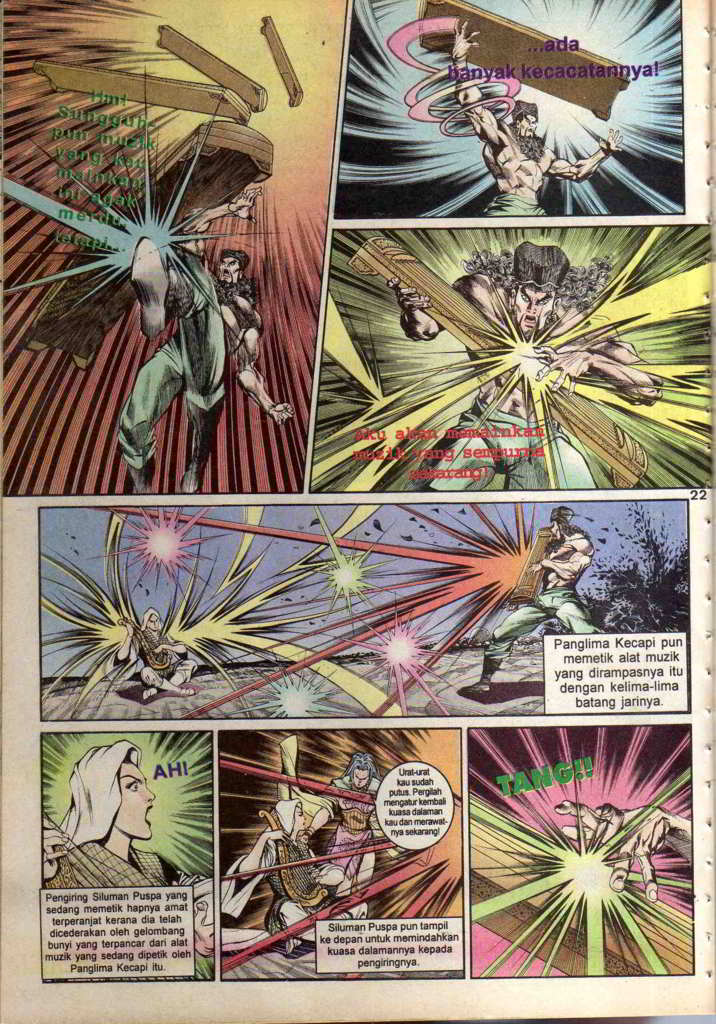 Hm!
Sungguh-
pun muzik
yang kau
mainkan
ini agak
merdu,
tetapi...
...ada
banyak kecacatannya!
Aku akan memainkan
muzik yang sempurna
sekarang!
22
Panglima Kecapi pun
memetik alat muzik
yang dirampasnya itu
dengan kelima-lima
batang jarinya.
AH!
Pengiring Siluman Puspa yang
sedang memetik hapnya amat
terperanjat kerana dia telah
dicederakan oleh gelombang
bunyi yang terpancar dari alat
muzik yang sedang dipetik oleh
Panglima Kecapi itu.
Urat-urat
kau sudah
putus. Pergilah
mengatur kembali
kuasa dalaman
kau dan merawat-
nya sekarang!
Siluman Puspa pun tampil
ke depan untuk memindahkan
kuasa dalamannya kepada
pengiringnya.
TANG!!